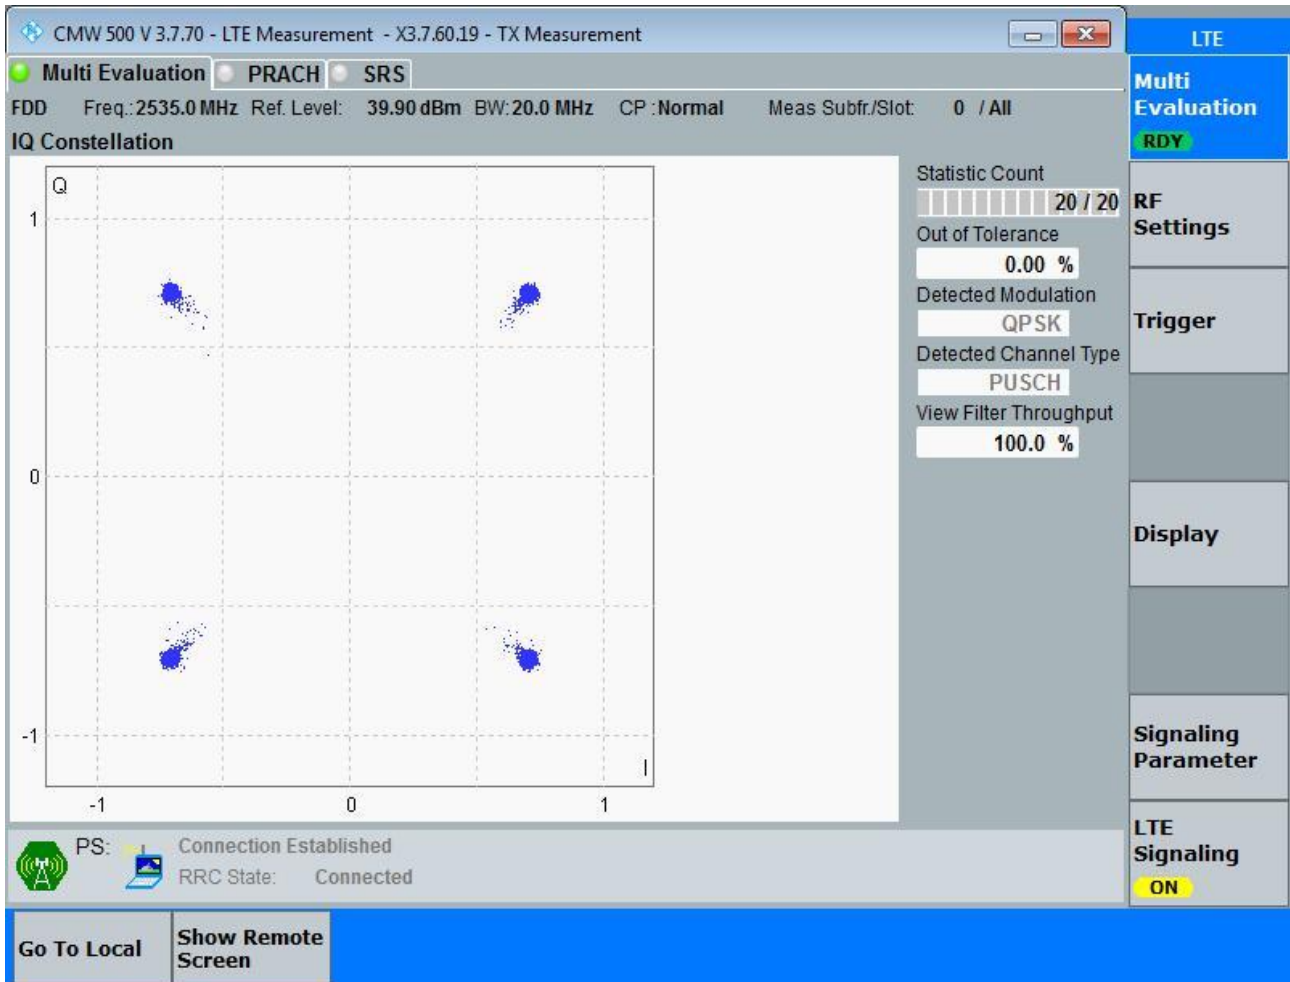 CMW 500 V 3.7.70 - LTE Measurement - X3.7.60.19 - TX Measurement
LTE
Multi Evaluation PRACH SRS
Multi
Evaluation
RDY
FDD Freq.: 2535.0 MHz Ref. Level: 39.90 dBm BW: 20.0 MHz CP : Normal Meas Subfr./Slot: 0 / All
IQ Constellation
Q
1
0
-1
I
-1 0 1
Statistic Count
20 / 20
Out of Tolerance
0.00 %
Detected Modulation
QPSK
Detected Channel Type
PUSCH
View Filter Throughput
100.0 %
RF
Settings
Trigger
Display
Signaling
Parameter
LTE
Signaling
ON
PS: Connection Established
RRC State: Connected
Go To Local
Show Remote
Screen